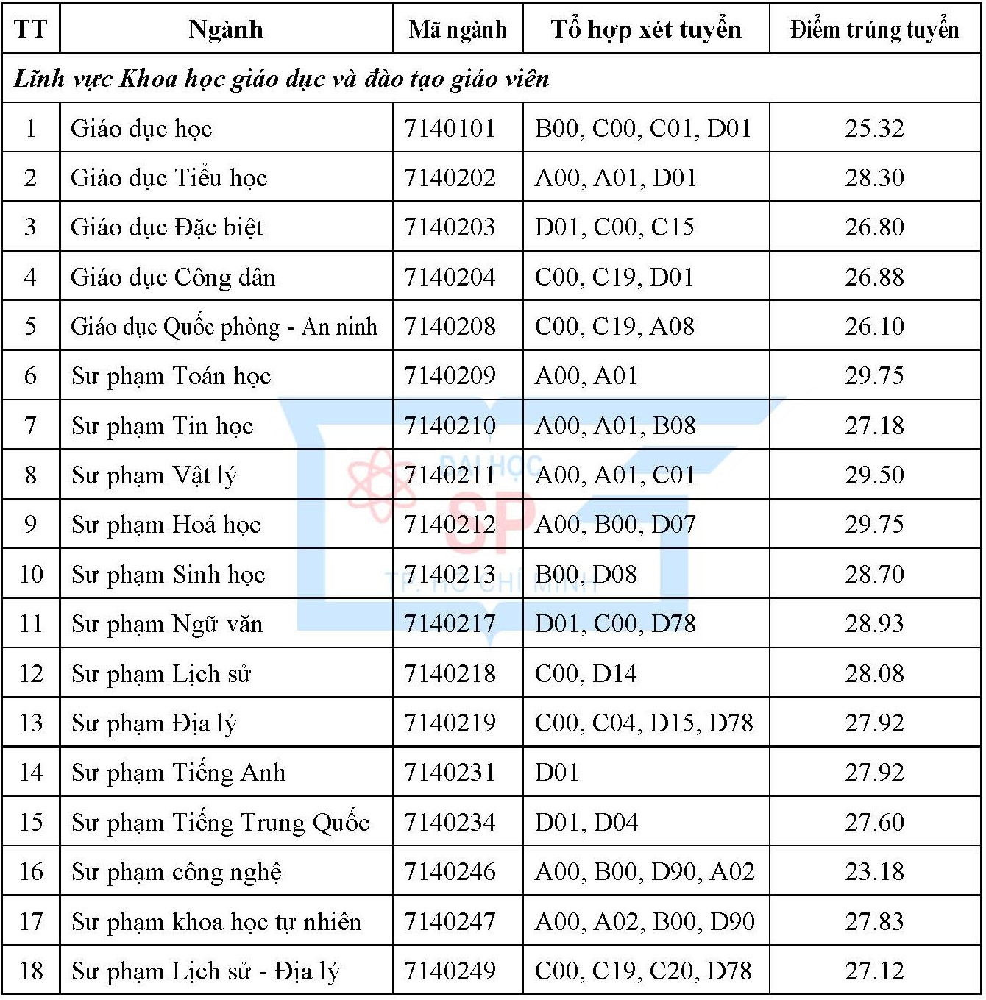 TT Ngành Mã ngành Tổ hợp xét tuyển Điểm trúng tuyển
Lĩnh vực Khoa học giáo dục và đào tạo giáo viên
1 Giáo dục học 7140101 B00, C00, C01, D01 25.32
2 Giáo dục Tiểu học 7140202 A00, A01, D01 28.30
3 Giáo dục Đặc biệt 7140203 D01, C00, C15 26.80
4 Giáo dục Công dân 7140204 C00, C19, D01 26.88
5 Giáo dục Quốc phòng - An ninh 7140208 C00, C19, A08 26.10
6 Sư phạm Toán học 7140209 A00, A01 29.75
7 Sư phạm Tin học 7140210 A00, A01, B08 27.18
8 Sư phạm Vật lý 7140211 A00, A01, C01 29.50
9 Sư phạm Hoá học 7140212 A00, B00, D07 29.75
10 Sư phạm Sinh học 7140213 B00, D08 28.70
11 Sư phạm Ngữ văn 7140217 D01, C00, D78 28.93
12 Sư phạm Lịch sử 7140218 C00, D14 28.08
13 Sư phạm Địa lý 7140219 C00, C04, D15, D78 27.92
14 Sư phạm Tiếng Anh 7140231 D01 27.92
15 Sư phạm Tiếng Trung Quốc 7140234 D01, D04 27.60
16 Sư phạm công nghệ 7140246 A00, B00, D90, A02 23.18
17 Sư phạm khoa học tự nhiên 7140247 A00, A02, B00, D90 27.83
18 Sư phạm Lịch sử - Địa lý 7140249 C00, C19, C20, D78 27.12
ĐẠI HỌC
SP
TP. HỒ CHÍ MINH